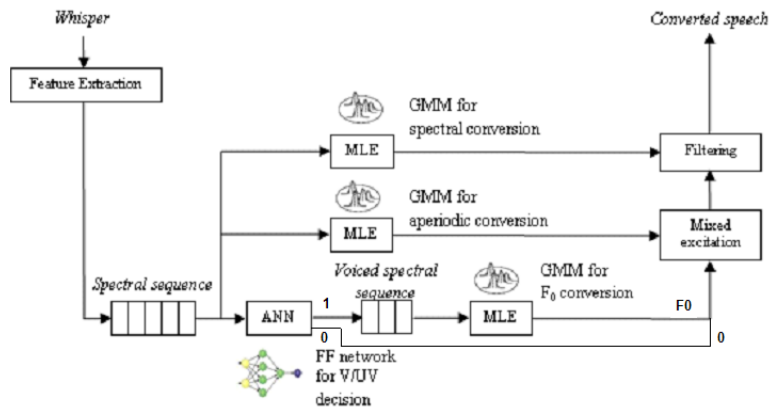 Whisper
Converted speech
Feature Extraction
GMM for
spectral conversion
MLE
Filtering
GMM for
aperiodic conversion
MLE
Mixed
excitation
Spectral sequence
Voiced spectral
sequence
GMM for
F₀ conversion
ANN
1
0
MLE
F0
0
FF network
for V/UV
decision